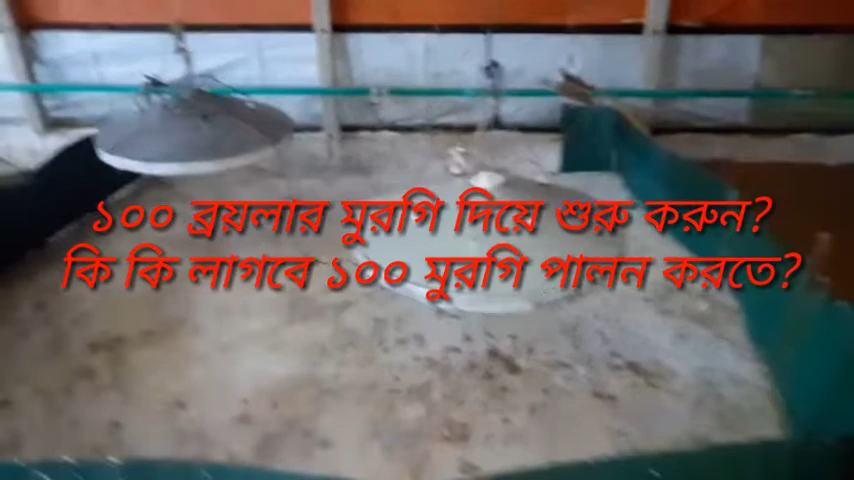 ১০০ ব্রয়লার মুরগি দিয়ে শুরু করুন?
কি কি লাগবে ১০০ মুরগি পালন করতে?